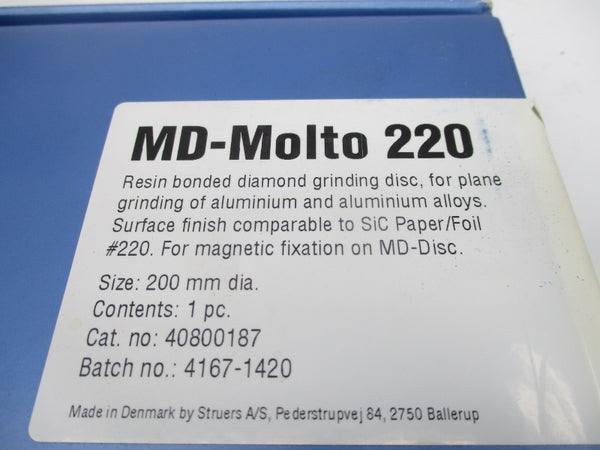 MD-Molto 220
Resin bonded diamond grinding disc, for plane
grinding of aluminium and aluminium alloys.
Surface finish comparable to SiC Paper/Foil
#220. For magnetic fixation on MD-Disc.
Size: 200 mm dia.
Contents: 1 pc.
Cat. no: 40800187
Batch no.: 4167-1420
Made in Denmark by Struers A/S, Pederstrupvej 84, 2750 Ballerup